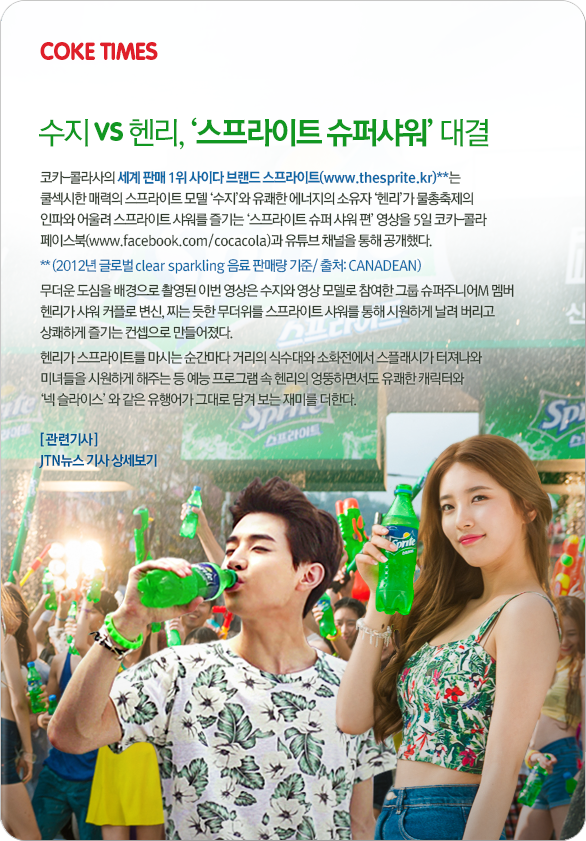 COKE TIMES
수지 vs 헨리, ‘스프라이트 슈퍼샤워’ 대결
코카-콜라사의 세계 판매 1위 사이다 브랜드 스프라이트(www.thesprite.kr)**는
쿨섹시한 매력의 스프라이트 모델 ‘수지’와 유쾌한 에너지의 소유자 ‘헨리’가 물총축제의
인파와 어울려 스프라이트 샤워를 즐기는 ‘스프라이트 슈퍼 샤워 편’ 영상을 5일 코카-콜라
페이스북(www.facebook.com/cocacola)과 유튜브 채널을 통해 공개했다.
** (2012년 글로벌 clear sparkling 음료 판매량 기준/ 출처: CANADEAN)
무더운 도심을 배경으로 촬영된 이번 영상은 수지와 영상 모델로 참여한 그룹 슈퍼주니어M 멤버
헨리가 샤워 커플로 변신, 찌는 듯한 무더위를 스프라이트 샤워를 통해 시원하게 날려 버리고
상쾌하게 즐기는 컨셉으로 만들어졌다.
헨리가 스프라이트를 마시는 순간마다 거리의 식수대와 소화전에서 스플래시가 터져나와
미녀들을 시원하게 해주는 등 예능 프로그램 속 헨리의 엉뚱하면서도 유쾌한 캐릭터와
‘넥 슬라이스’ 와 같은 유행어가 그대로 담겨 보는 재미를 더한다.
[ 관련기사 ]
JTN뉴스 기사 상세보기
스프라이트
Sprite
스프라이트
Sprite
스프라이트
Sprite